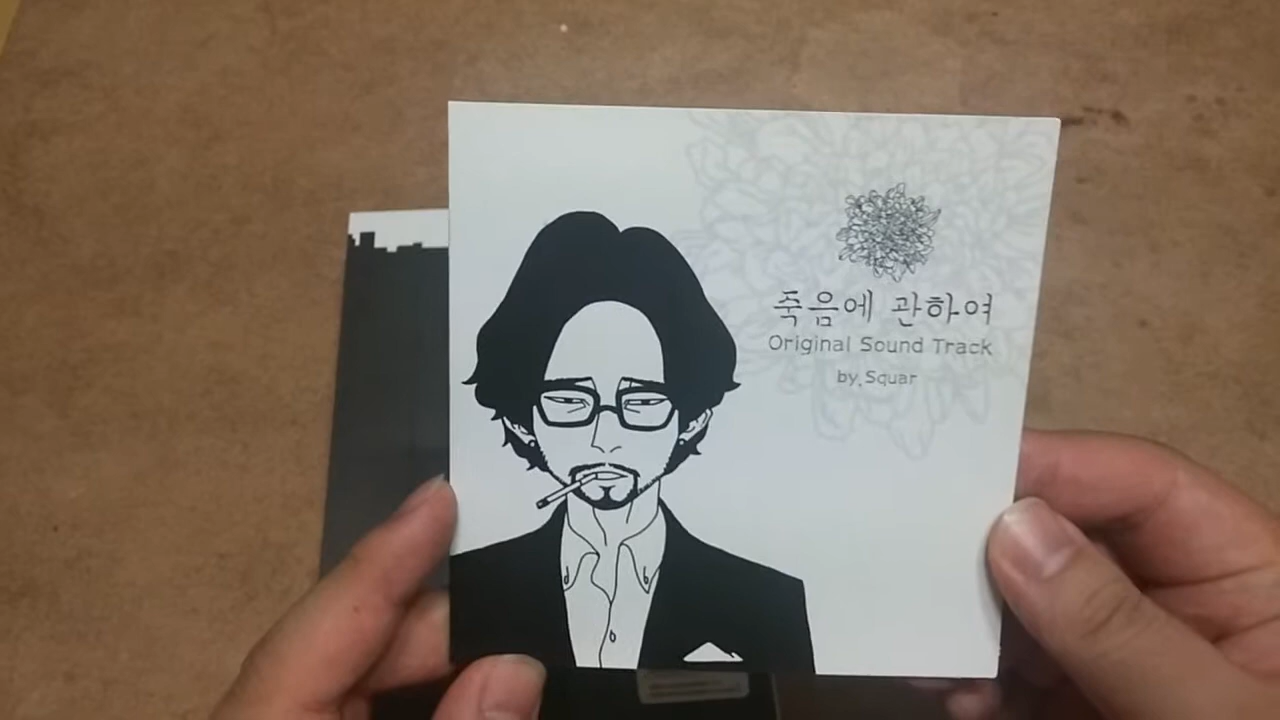 죽음에 관하여
Original Sound Track
by. Squar